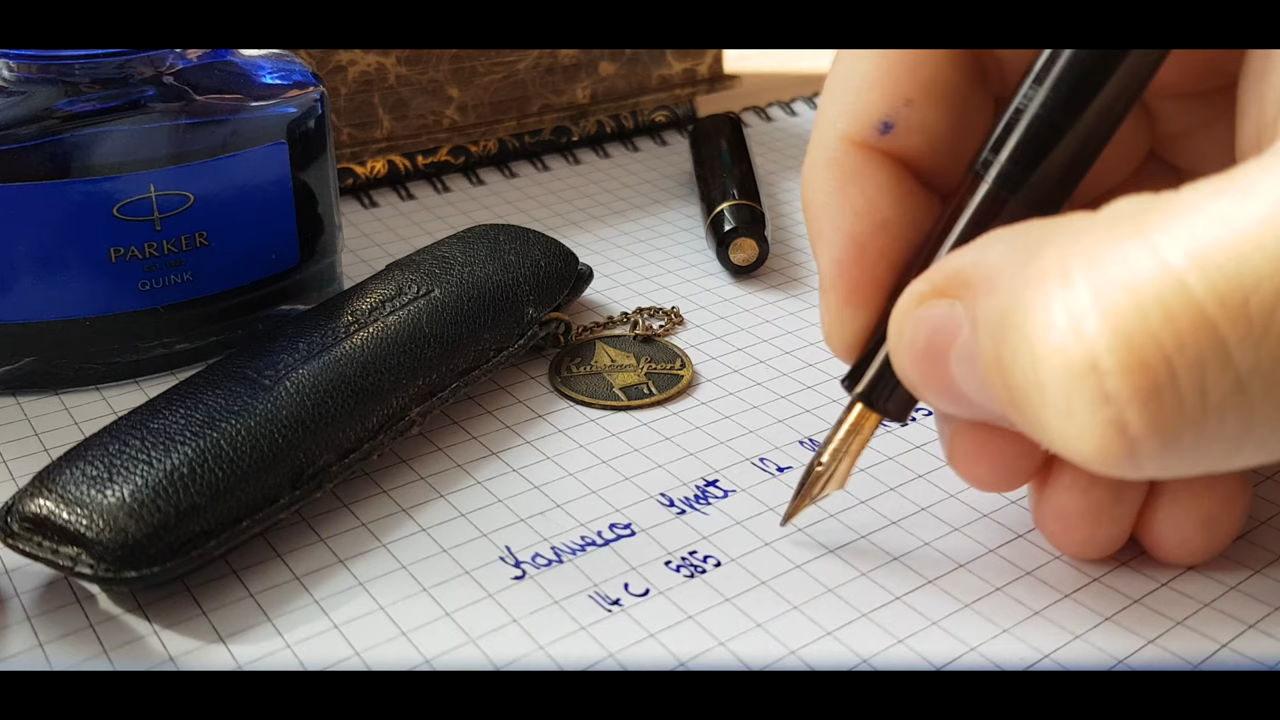 PARKER
QUINK
Kaweco Sport
Kaweco Sport 12
14 C 585